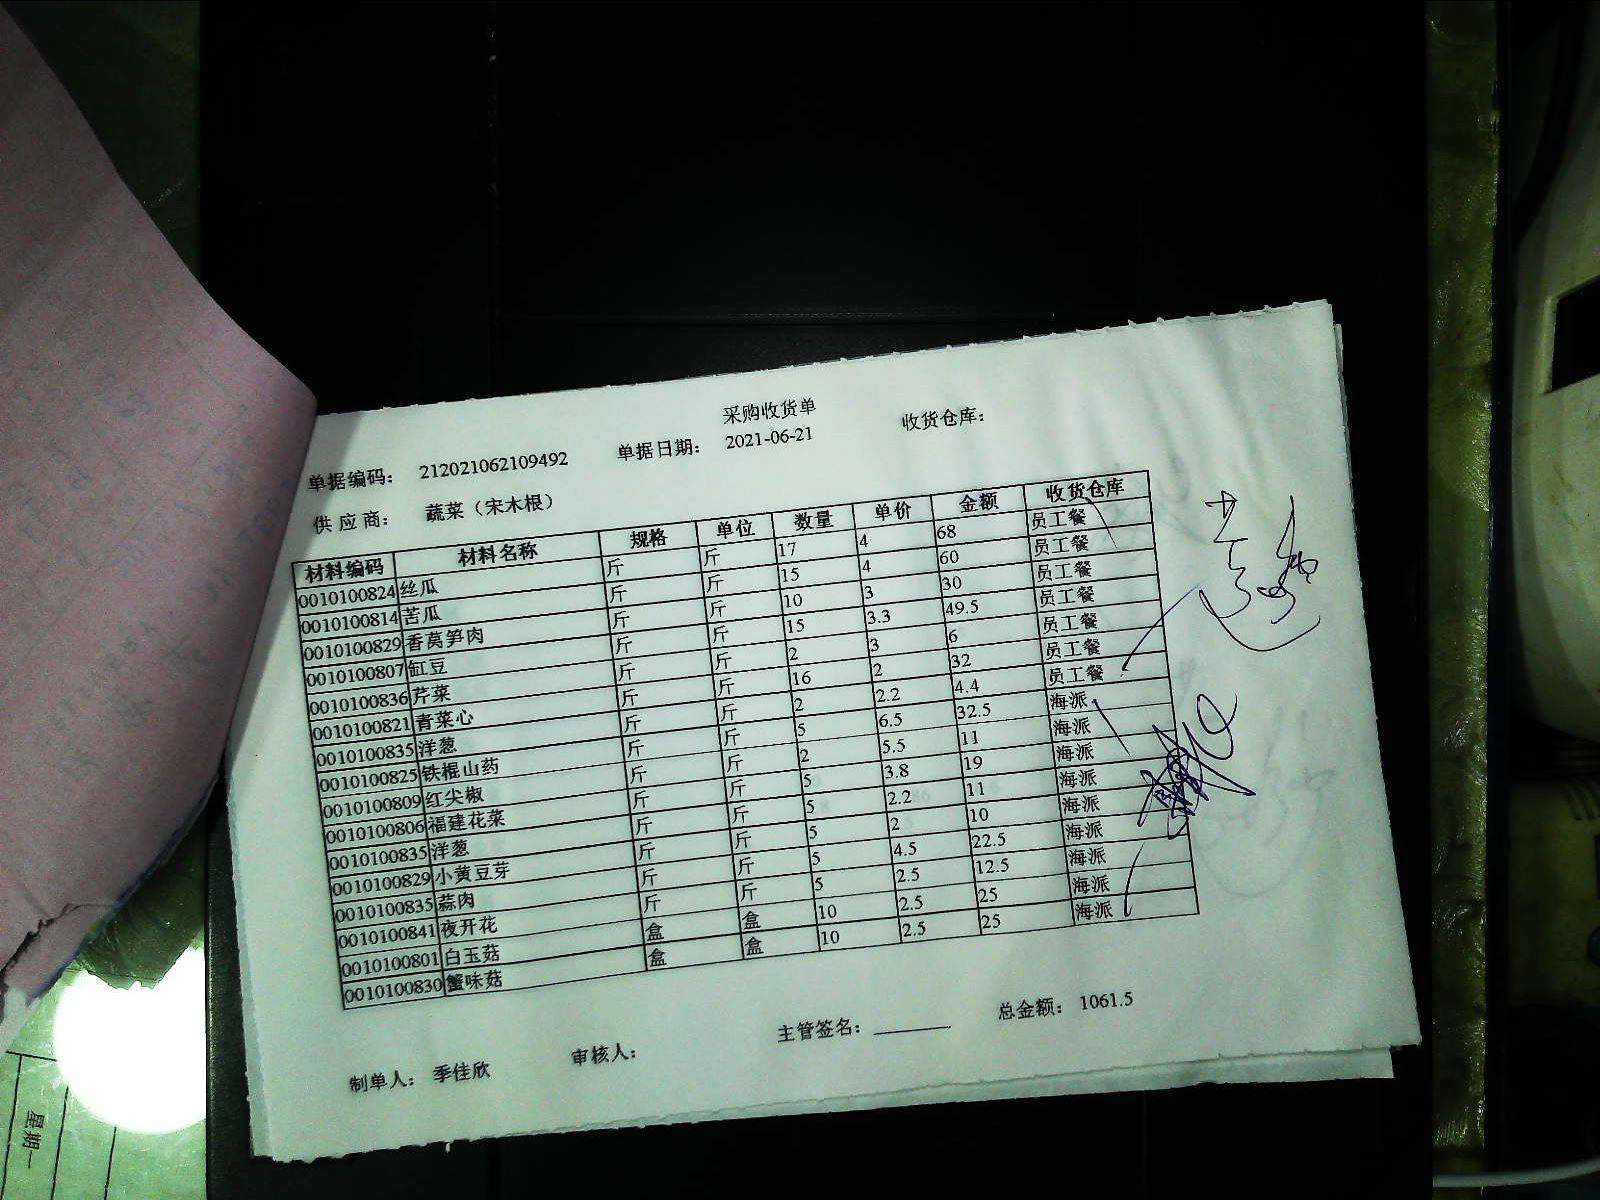 采购收货单
单据编码： 212021062109492 单据日期： 2021-06-21 收货仓库：
供应商： 蔬菜（宋木根）
材料编码 材料名称 规格 单位 数量 单价 金额 收货仓库
0010100824 丝瓜 斤 斤 17 4 68 员工餐
0010100814 苦瓜 斤 斤 15 4 60 员工餐
0010100829 香莴笋肉 斤 斤 10 3 30 员工餐
0010100807 缸豆 斤 斤 15 3.3 49.5 员工餐
0010100836 芹菜 斤 斤 2 3 6 员工餐
0010100821 青菜心 斤 斤 16 2 32 员工餐
0010100835 洋葱 斤 斤 2 2.2 4.4 员工餐
0010100825 铁棍山药 斤 斤 5 6.5 32.5 海派
0010100809 红尖椒 斤 斤 2 5.5 11 海派
0010100806 福建花菜 斤 斤 5 3.8 19 海派
0010100835 洋葱 斤 斤 5 2.2 11 海派
0010100829 小黄豆芽 斤 斤 5 2 10 海派
0010100835 蒜肉 斤 斤 5 4.5 22.5 海派
0010100841 夜开花 斤 斤 5 2.5 12.5 海派
0010100801 白玉菇 盒 盒 10 2.5 25 海派
0010100830 蟹味菇 盒 盒 10 2.5 25 海派
制单人： 季佳欣 审核人： 主管签名： 总金额： 1061.5
星期一